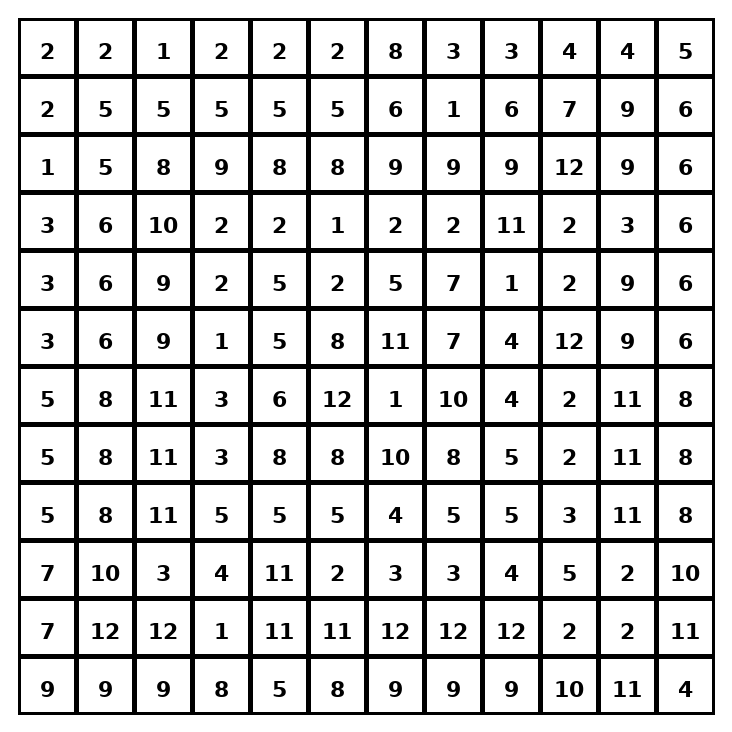 2 2 1 2 2 2 8 3 3 4 4 5
2 5 5 5 5 5 6 1 6 7 9 6
1 5 8 9 8 8 9 9 9 12 9 6
3 6 10 2 2 1 2 2 11 2 3 6
3 6 9 2 5 2 5 7 1 2 9 6
3 6 9 1 5 8 11 7 4 12 9 6
5 8 11 3 6 12 1 10 4 2 11 8
5 8 11 3 8 8 10 8 5 2 11 8
5 8 11 5 5 5 4 5 5 3 11 8
7 10 3 4 11 2 3 3 4 5 2 10
7 12 12 1 11 11 12 12 12 2 2 11
9 9 9 8 5 8 9 9 9 10 11 4